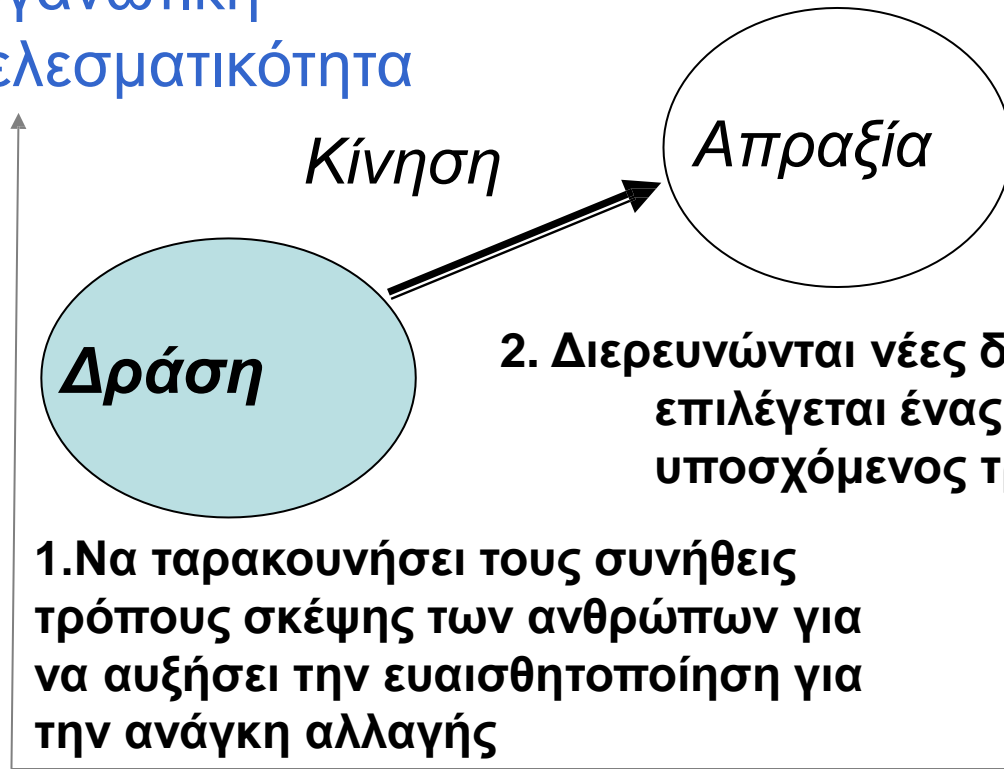 γανωτική
ελεσματικότητα
Κίνηση
Απραξία
Δράση
2. Διερευνώνται νέες δ
επιλέγεται ένας
υποσχόμενος τ
1.Να ταρακουνήσει τους συνήθεις
τρόπους σκέψης των ανθρώπων για
να αυξήσει την ευαισθητοποίηση για
την ανάγκη αλλαγής